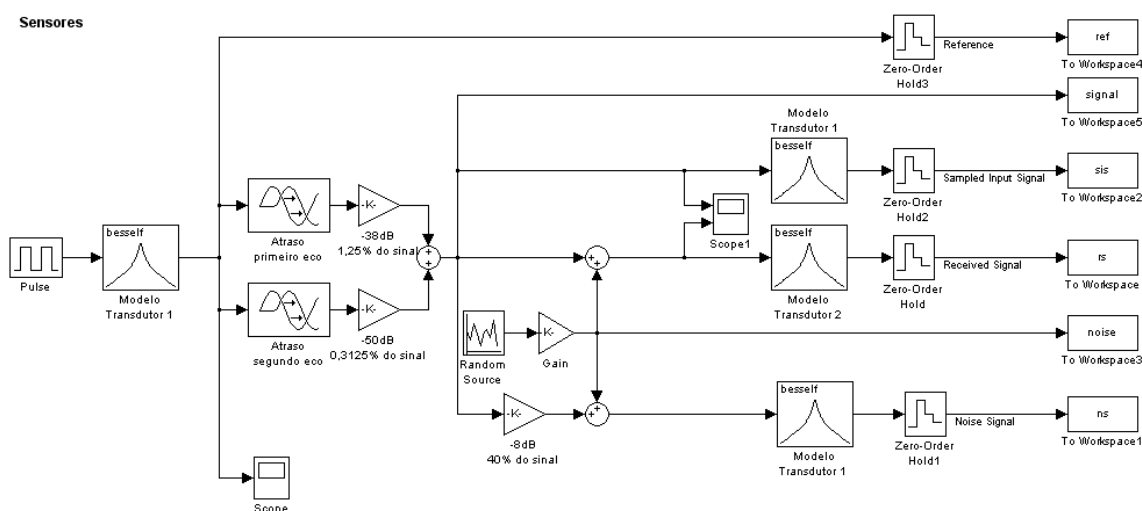 Sensores
Reference
Zero-Order
Hold3
ref
To Workspace4
signal
To Workspace5
Modelo
Transdutor 1
besself
Sampled Input Signal
Zero-Order
Hold2
sis
To Workspace2
Atraso
primeiro eco
-K-
-38dB
1,25% do sinal
+
+
Scope1
Pulse
besself
Modelo
Transdutor 1
+
+
besself
Modelo
Transdutor 2
Received Signal
Zero-Order
Hold
rs
To Workspace
Atraso
segundo eco
-K-
-50dB
0,3125% do sinal
Random
Source
-K-
Gain
noise
To Workspace3
-K-
-8dB
40% do sinal
+
+
besself
Modelo
Transdutor 1
Noise Signal
Zero-Order
Hold1
ns
To Workspace1
Scope